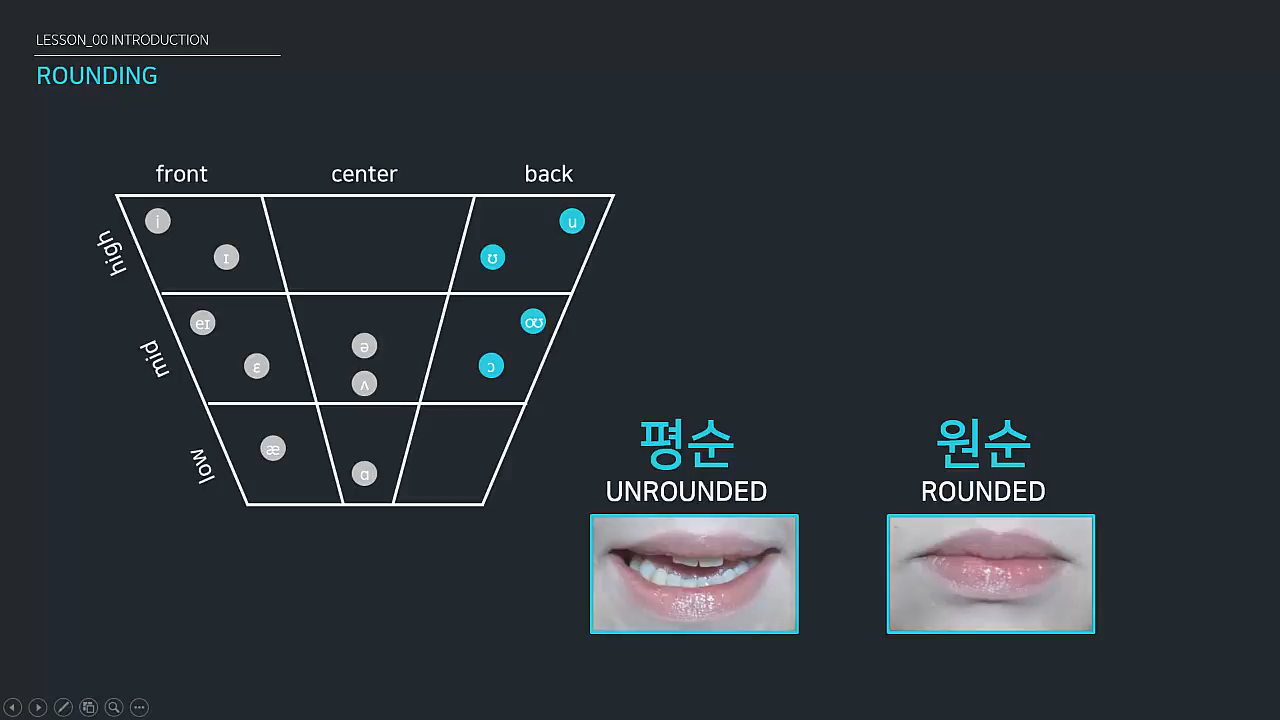 LESSON_00 INTRODUCTION
ROUNDING
front center back
high
i
u
ɪ
ʊ
mid
eɪ
oʊ
ə
ɛ
ɔ
ʌ
low
æ
ɑ
평순 원순
UNROUNDED ROUNDED